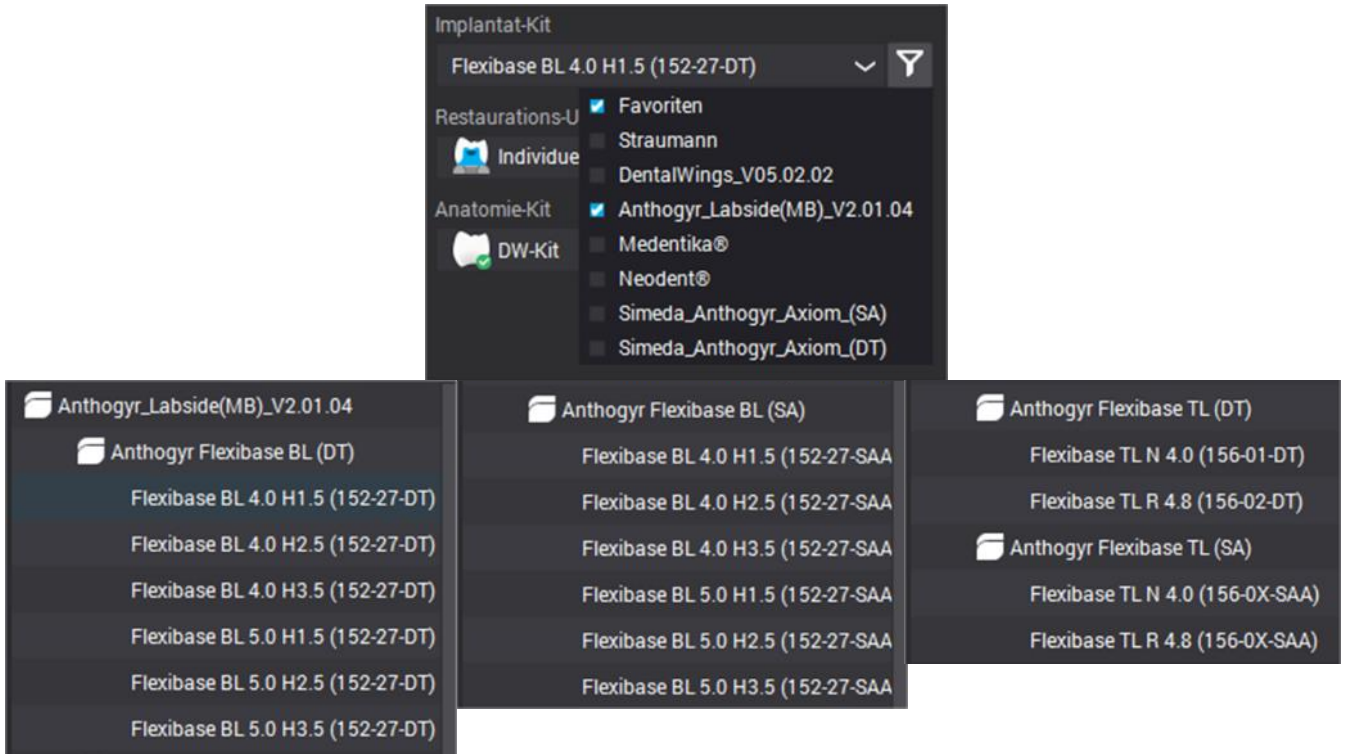 Implantat-Kit
Flexibase BL 4.0 H1.5 (152-27-DT)
Restaurations-U
Individue
Anatomie-Kit
DW-Kit
Favoriten
Straumann
DentalWings_V05.02.02
Anthogyr_Labside(MB)_V2.01.04
Medentika®
Neodent®
Simeda_Anthogyr_Axiom_(SA)
Simeda_Anthogyr_Axiom_(DT)
Anthogyr_Labside(MB)_V2.01.04
Anthogyr Flexibase BL (DT)
Flexibase BL 4.0 H1.5 (152-27-DT)
Flexibase BL 4.0 H2.5 (152-27-DT)
Flexibase BL 4.0 H3.5 (152-27-DT)
Flexibase BL 5.0 H1.5 (152-27-DT)
Flexibase BL 5.0 H2.5 (152-27-DT)
Flexibase BL 5.0 H3.5 (152-27-DT)
Anthogyr Flexibase BL (SA)
Flexibase BL 4.0 H1.5 (152-27-SAA
Flexibase BL 4.0 H2.5 (152-27-SAA
Flexibase BL 4.0 H3.5 (152-27-SAA
Flexibase BL 5.0 H1.5 (152-27-SAA
Flexibase BL 5.0 H2.5 (152-27-SAA
Flexibase BL 5.0 H3.5 (152-27-SAA
Anthogyr Flexibase TL (DT)
Flexibase TL N 4.0 (156-01-DT)
Flexibase TL R 4.8 (156-02-DT)
Anthogyr Flexibase TL (SA)
Flexibase TL N 4.0 (156-0X-SAA)
Flexibase TL R 4.8 (156-0X-SAA)